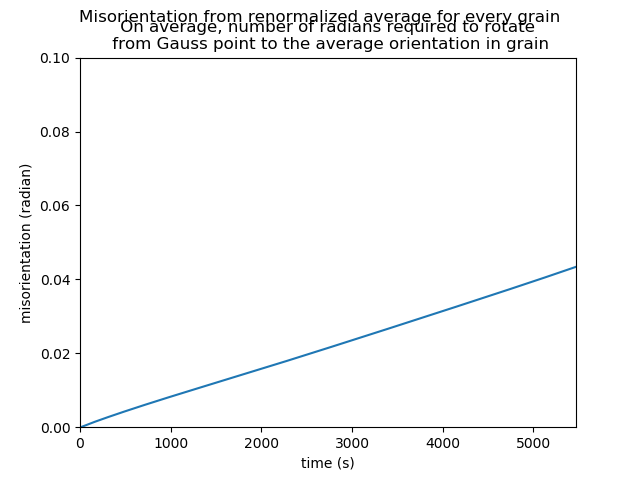 Misorientation from renormalized average for every grain
On average, number of radians required to rotate
from Gauss point to the average orientation in grain
0.10
0.08
0.06
0.04
0.02
0.00
misorientation (radian)
0 1000 2000 3000 4000 5000
time (s)